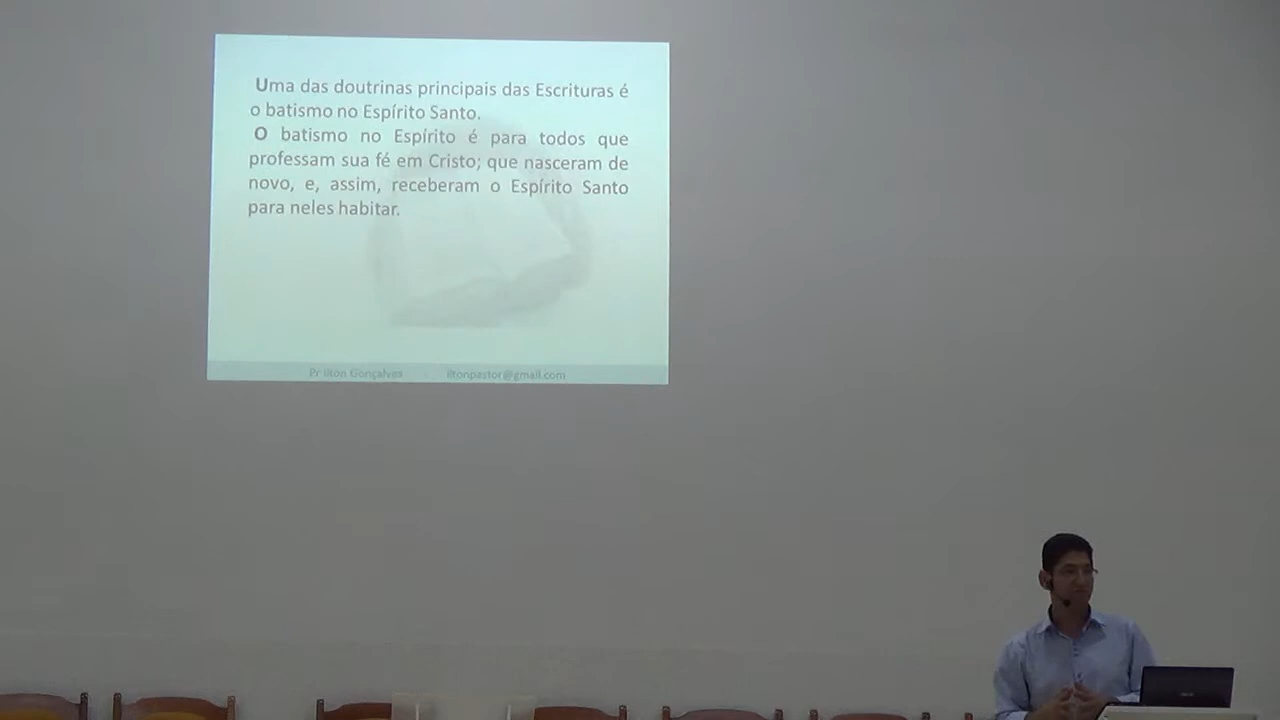 Uma das doutrinas principais das Escrituras é
o batismo no Espírito Santo.
O batismo no Espírito é para todos que
professam sua fé em Cristo; que nasceram de
novo, e, assim, receberam o Espírito Santo
para neles habitar.
Pr Ilton Gonçalves iltonpastor@gmail.com